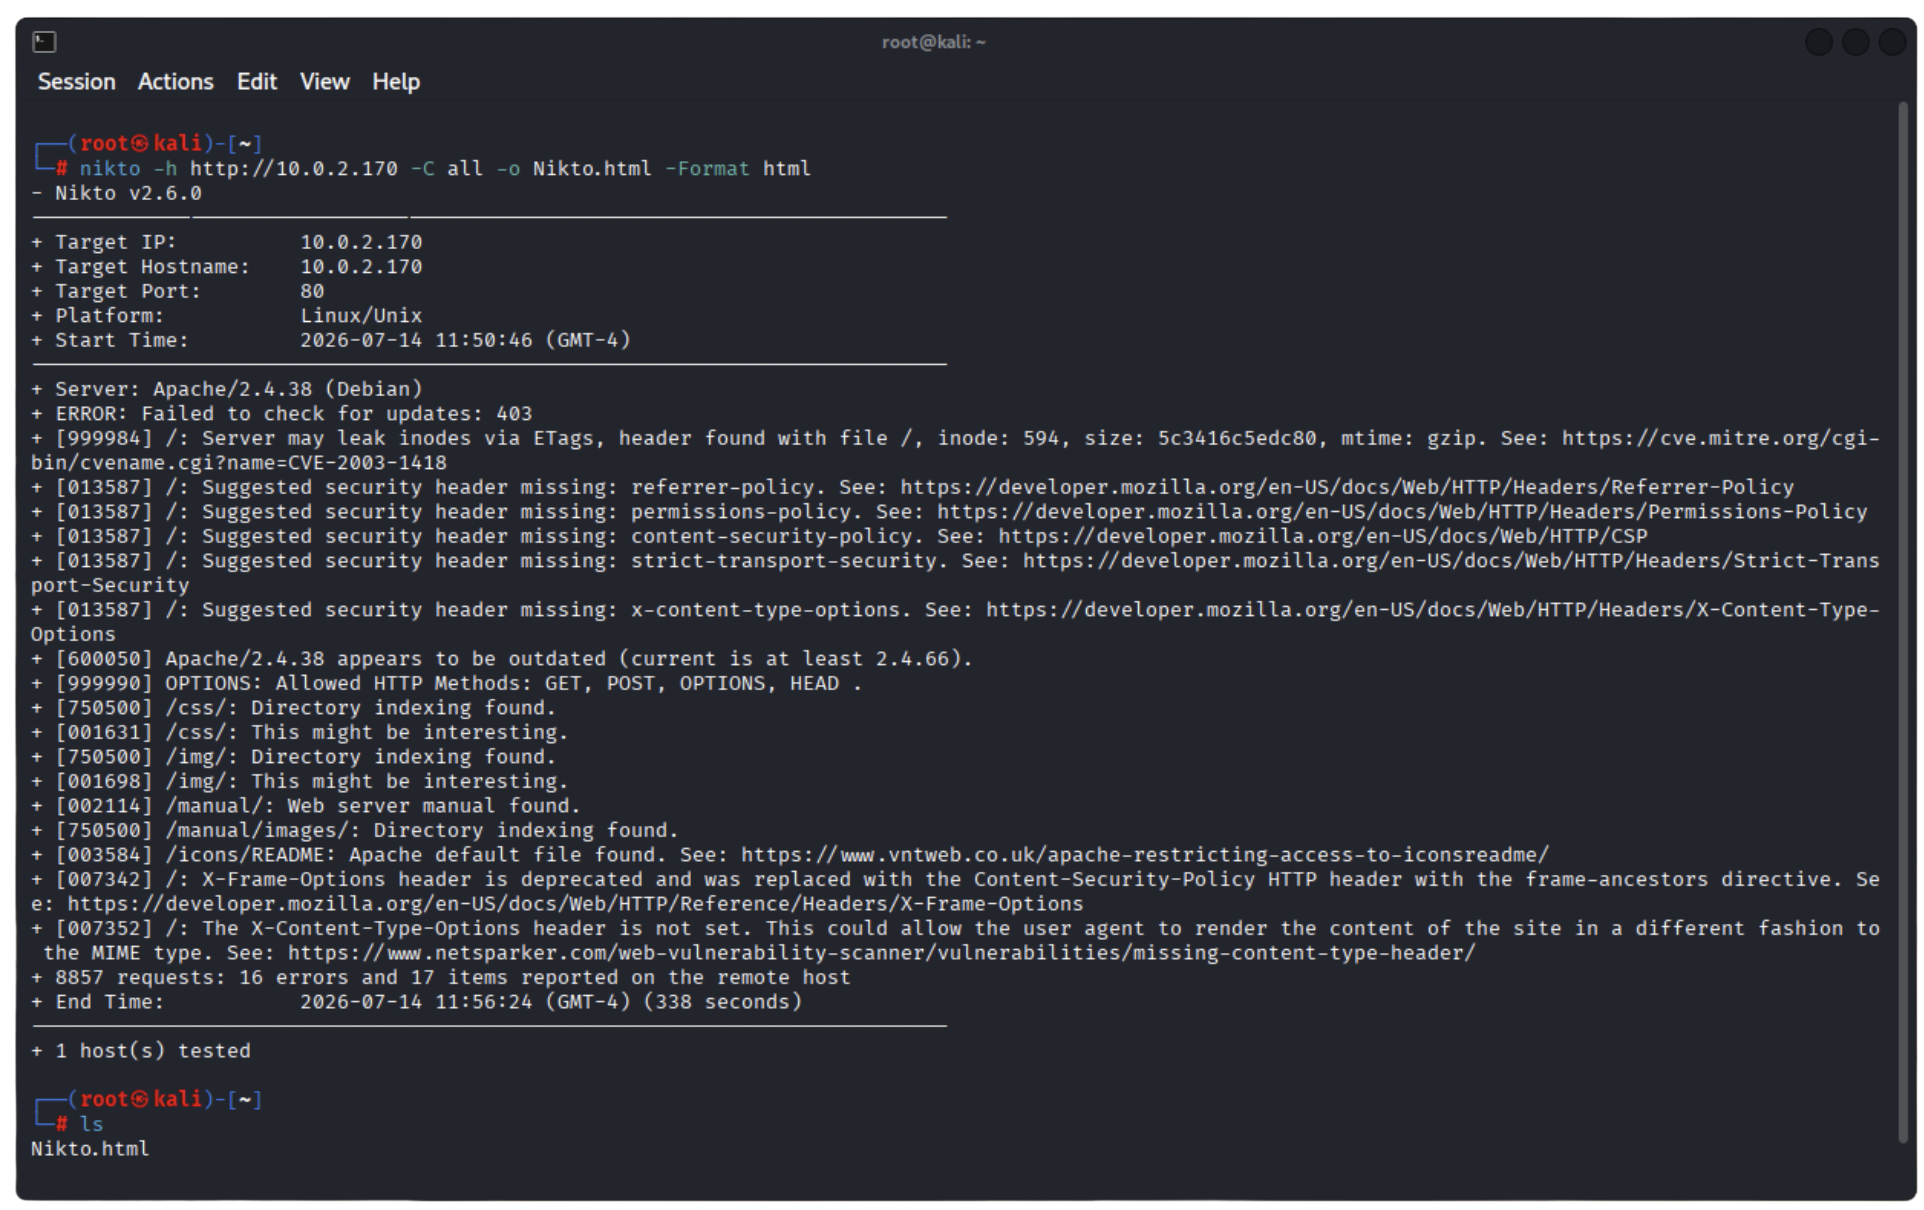 root@kali: ~
Session Actions Edit View Help
┌──(root㉿kali)-[~]
└─# nikto -h http://10.0.2.170 -C all -o Nikto.html -Format html
- Nikto v2.6.0
+ Target IP: 10.0.2.170
+ Target Hostname: 10.0.2.170
+ Target Port: 80
+ Platform: Linux/Unix
+ Start Time: 2026-07-14 11:50:46 (GMT-4)
+ Server: Apache/2.4.38 (Debian)
+ ERROR: Failed to check for updates: 403
+ [999984] /: Server may leak inodes via ETags, header found with file /, inode: 594, size: 5c3416c5edc80, mtime: gzip. See: https://cve.mitre.org/cgi-
bin/cvename.cgi?name=CVE-2003-1418
+ [013587] /: Suggested security header missing: referrer-policy. See: https://developer.mozilla.org/en-US/docs/Web/HTTP/Headers/Referrer-Policy
+ [013587] /: Suggested security header missing: permissions-policy. See: https://developer.mozilla.org/en-US/docs/Web/HTTP/Headers/Permissions-Policy
+ [013587] /: Suggested security header missing: content-security-policy. See: https://developer.mozilla.org/en-US/docs/Web/HTTP/CSP
+ [013587] /: Suggested security header missing: strict-transport-security. See: https://developer.mozilla.org/en-US/docs/Web/HTTP/Headers/Strict-Trans
port-Security
+ [013587] /: Suggested security header missing: x-content-type-options. See: https://developer.mozilla.org/en-US/docs/Web/HTTP/Headers/X-Content-Type-
Options
+ [600050] Apache/2.4.38 appears to be outdated (current is at least 2.4.66).
+ [999990] OPTIONS: Allowed HTTP Methods: GET, POST, OPTIONS, HEAD .
+ [750500] /css/: Directory indexing found.
+ [001631] /css/: This might be interesting.
+ [750500] /img/: Directory indexing found.
+ [001698] /img/: This might be interesting.
+ [002114] /manual/: Web server manual found.
+ [750500] /manual/images/: Directory indexing found.
+ [003584] /icons/README: Apache default file found. See: https://www.vntweb.co.uk/apache-restricting-access-to-iconsreadme/
+ [007342] /: X-Frame-Options header is deprecated and was replaced with the Content-Security-Policy HTTP header with the frame-ancestors directive. Se
e: https://developer.mozilla.org/en-US/docs/Web/HTTP/Reference/Headers/X-Frame-Options
+ [007352] /: The X-Content-Type-Options header is not set. This could allow the user agent to render the content of the site in a different fashion to
the MIME type. See: https://www.netsparker.com/web-vulnerability-scanner/vulnerabilities/missing-content-type-header/
+ 8857 requests: 16 errors and 17 items reported on the remote host
+ End Time: 2026-07-14 11:56:24 (GMT-4) (338 seconds)
+ 1 host(s) tested
┌──(root㉿kali)-[~]
└─# ls
Nikto.html